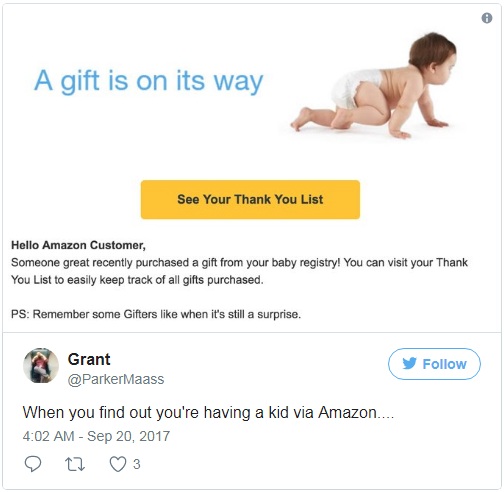 A gift is on its way
See Your Thank You List
Hello Amazon Customer,
Someone great recently purchased a gift from your baby registry! You can visit your Thank
You List to easily keep track of all gifts purchased.
PS: Remember some Gifters like when it's still a surprise.
Grant
@ParkerMaass
Follow
When you find out you're having a kid via Amazon....
4:02 AM - Sep 20, 2017
3